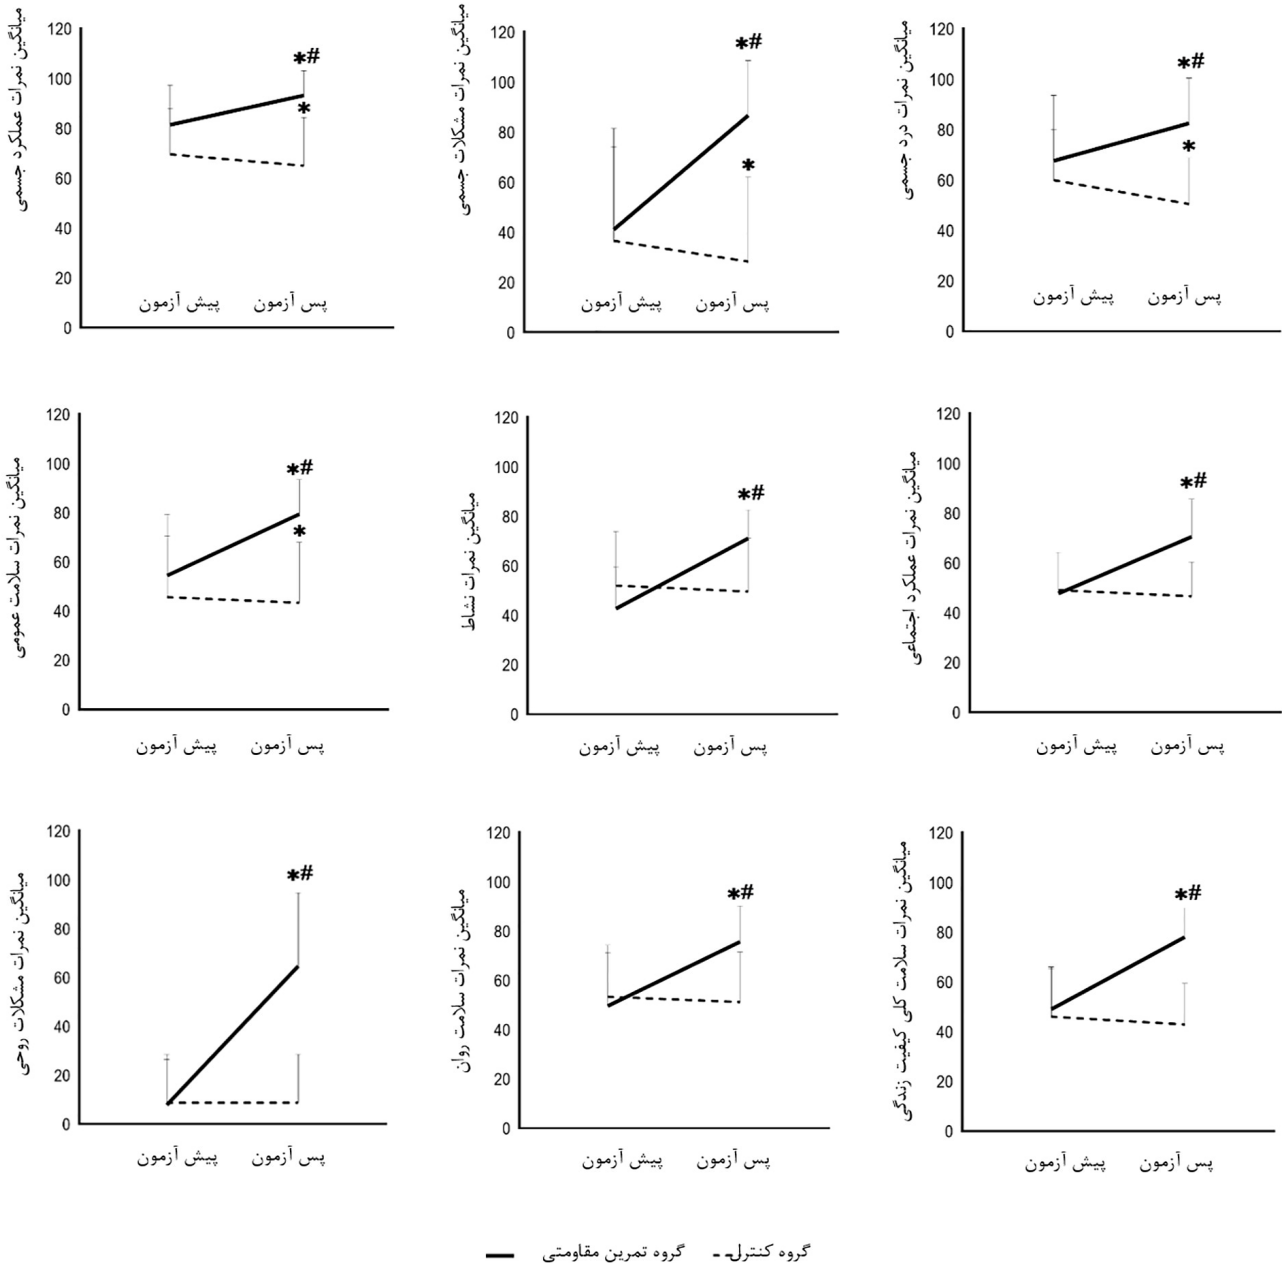 میانگین نمرات عملکرد جسمی
120
100
80
60
40
20
0
*#
*
پیش آزمون
پس آزمون
میانگین نمرات مشکلات جسمی
120
100
80
60
40
20
0
*#
*
پیش آزمون
پس آزمون
میانگین نمرات درد جسمی
120
100
80
60
40
20
0
*#
*
پیش آزمون
پس آزمون
میانگین نمرات سلامت عمومی
120
100
80
60
40
20
0
*#
*
پیش آزمون
پس آزمون
میانگین نمرات نشاط
120
100
80
60
40
20
0
*#
پیش آزمون
پس آزمون
میانگین نمرات عملکرد اجتماعی
120
100
80
60
40
20
0
*#
پیش آزمون
پس آزمون
میانگین نمرات مشکلات روحی
120
100
80
60
40
20
0
*#
پیش آزمون
پس آزمون
میانگین نمرات سلامت روان
120
100
80
60
40
20
0
*#
پیش آزمون
پس آزمون
میانگین نمرات سلامت کلی کیفیت زندگی
120
100
80
60
40
20
0
*#
پیش آزمون
پس آزمون
گروه تمرین مقاومتی
گروه کنترل